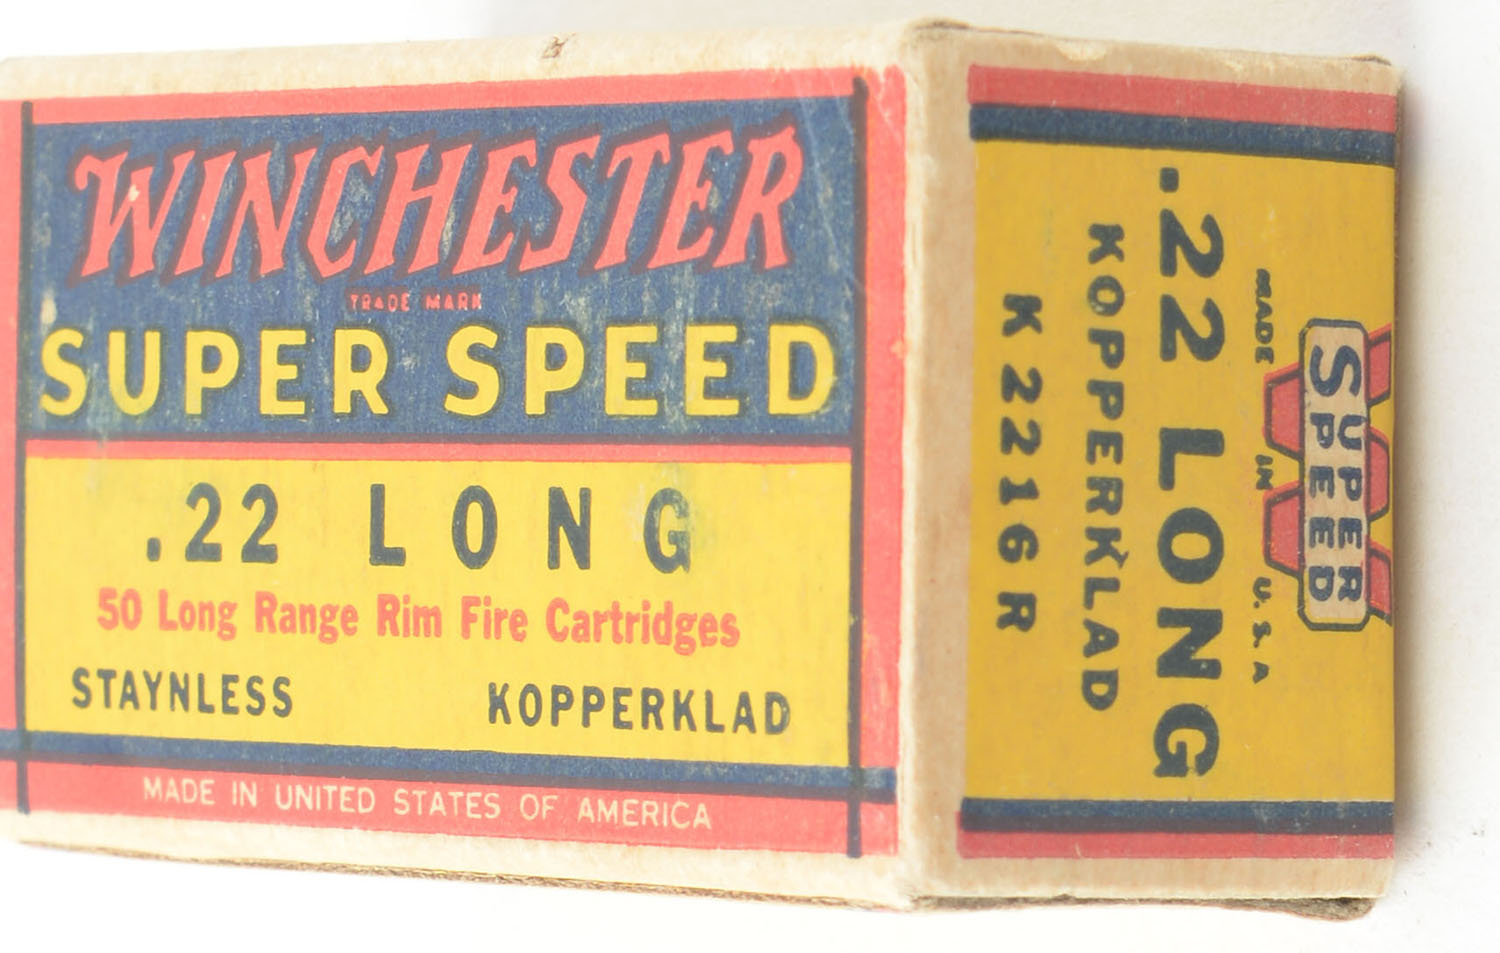 WINCHESTER
TRADE MARK
SUPER SPEED
.22 LONG
50 Long Range Rim Fire Cartridges
STAYNLESS KOPPERKLAD
MADE IN UNITED STATES OF AMERICA
W
SUPER
SPEED
MADE IN U.S.A
.22 LONG
KOPPERKLAD
K2216R